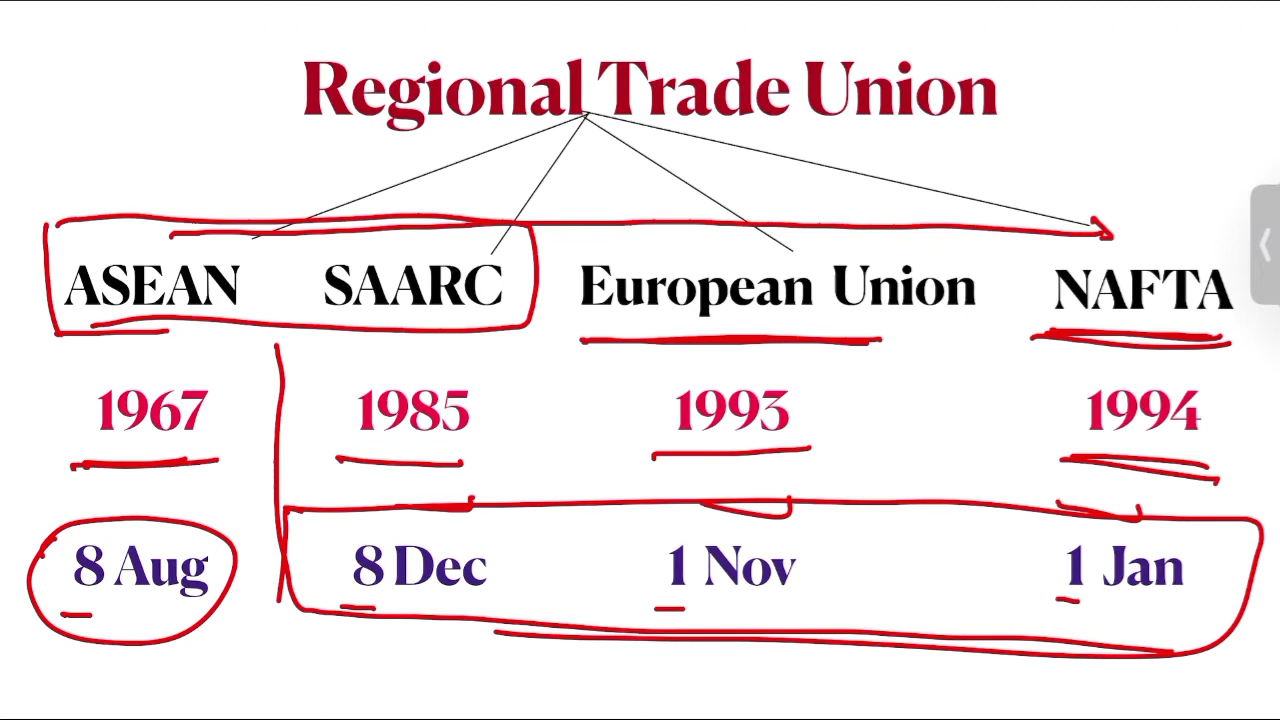 Regional Trade Union
ASEAN SAARC European Union NAFTA
1967 1985 1993 1994
8 Aug 8 Dec 1 Nov 1 Jan